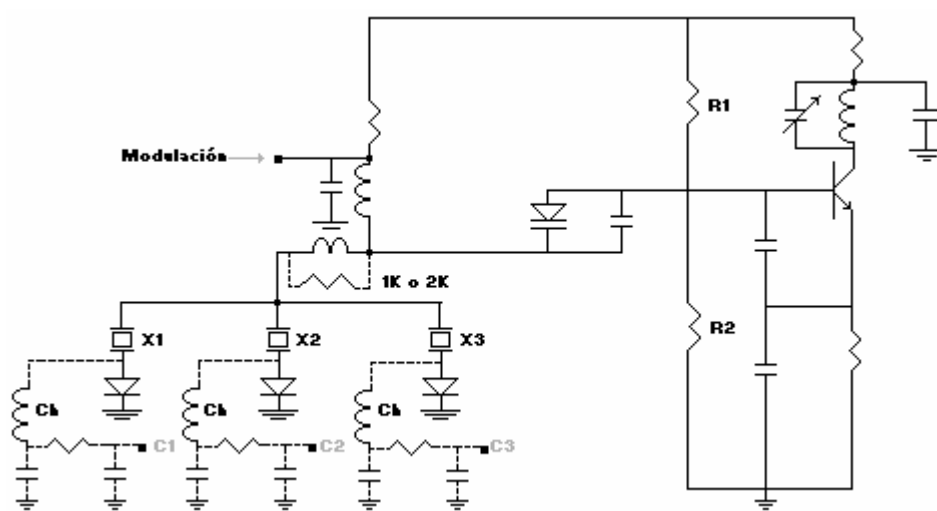 R1
Modulación
1K o 2K
X1
X2
X3
R2
Ch
Ch
Ch
C1
C2
C3